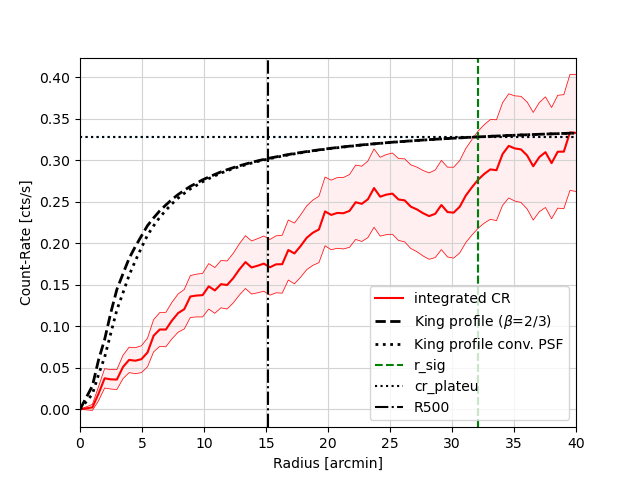 0.40
0.35
0.30
0.25
0.20
0.15
0.10
0.05
0.00
Count-Rate [cts/s]
integrated CR
King profile (β=2/3)
King profile conv. PSF
r_sig
cr_plateu
R500
0 5 10 15 20 25 30 35 40
Radius [arcmin]